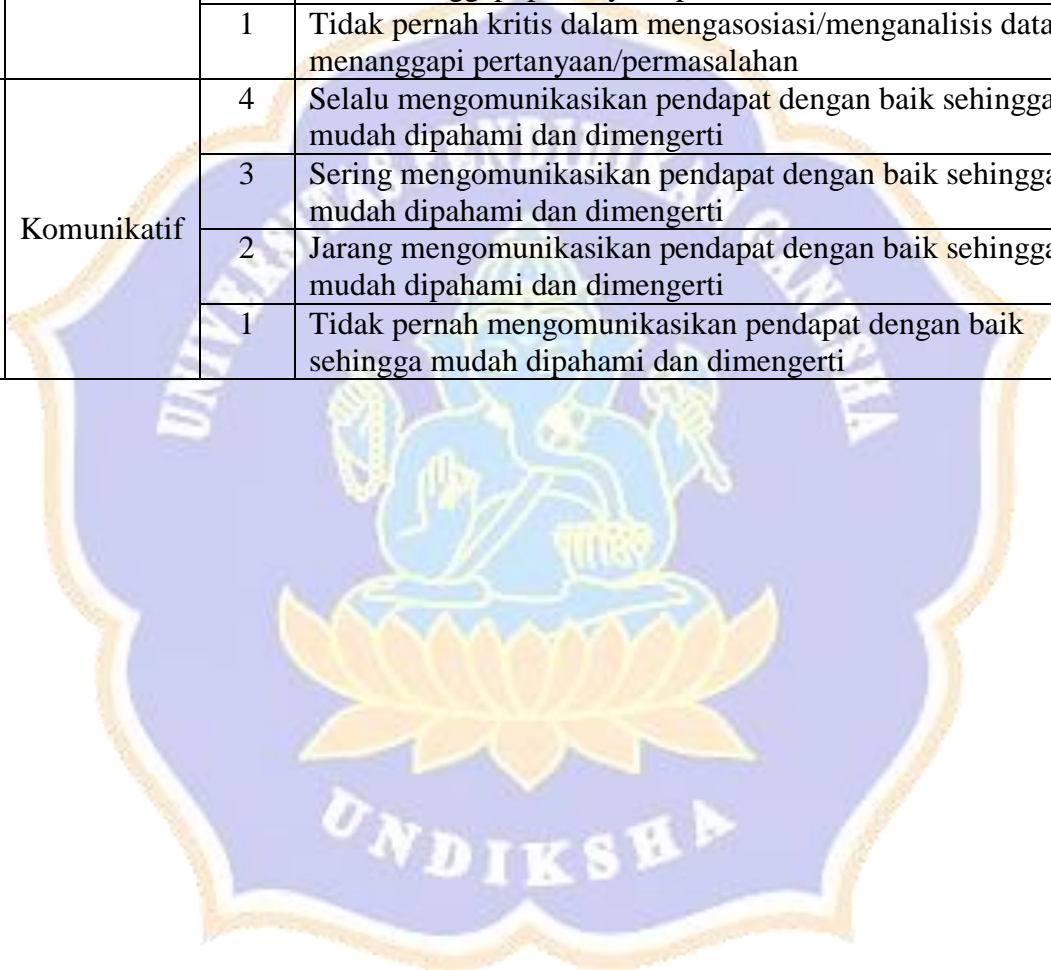 1 Tidak pernah kritis dalam mengasosiasi/menganalisis data
menanggapi pertanyaan/permasalahan
4 Selalu mengomunikasikan pendapat dengan baik sehingga
mudah dipahami dan dimengerti
3 Sering mengomunikasikan pendapat dengan baik sehingga
mudah dipahami dan dimengerti
Komunikatif
2 Jarang mengomunikasikan pendapat dengan baik sehingga
mudah dipahami dan dimengerti
1 Tidak pernah mengomunikasikan pendapat dengan baik
sehingga mudah dipahami dan dimengerti
UNIVERSITAS PENDIDIKAN GANESHA
UNDIKSHA